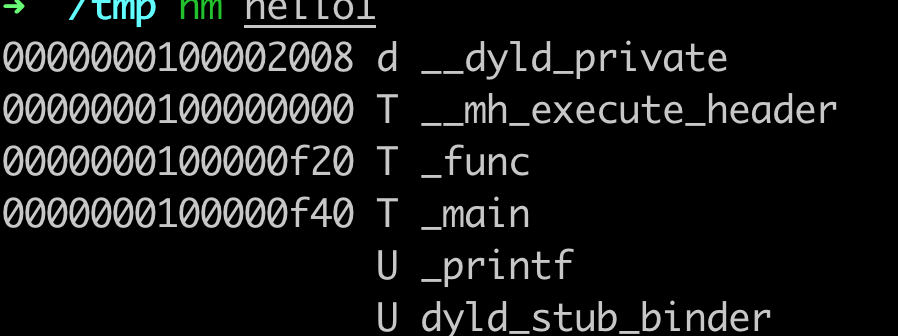 ➜ /tmp nm hello1
0000000100002008 d __dyld_private
0000000100000000 T __mh_execute_header
0000000100000f20 T _func
0000000100000f40 T _main
U _printf
U dyld_stub_binder